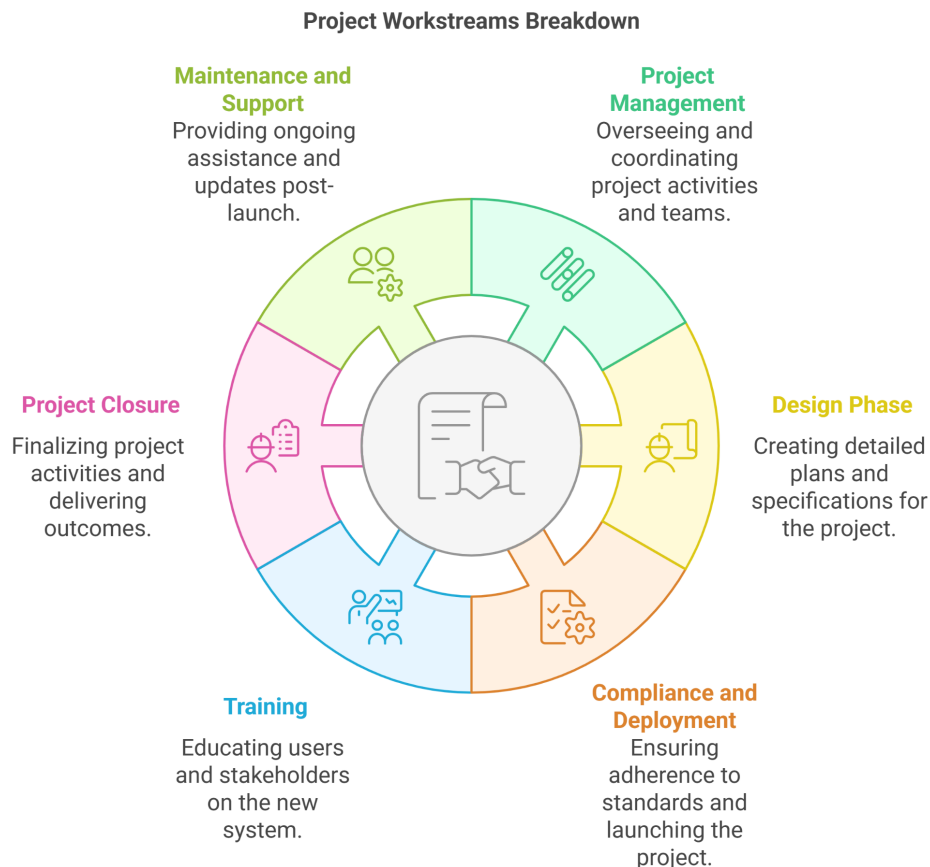 Project Workstreams Breakdown
Maintenance and
Support
Providing ongoing
assistance and
updates post-
launch.
Project
Management
Overseeing and
coordinating
project activities
and teams.
Project Closure
Finalizing project
activities and
delivering
outcomes.
Design Phase
Creating detailed
plans and
specifications for
the project.
Training
Educating users
and stakeholders
on the new
system.
Compliance and
Deployment
Ensuring
adherence to
standards and
launching the
project.